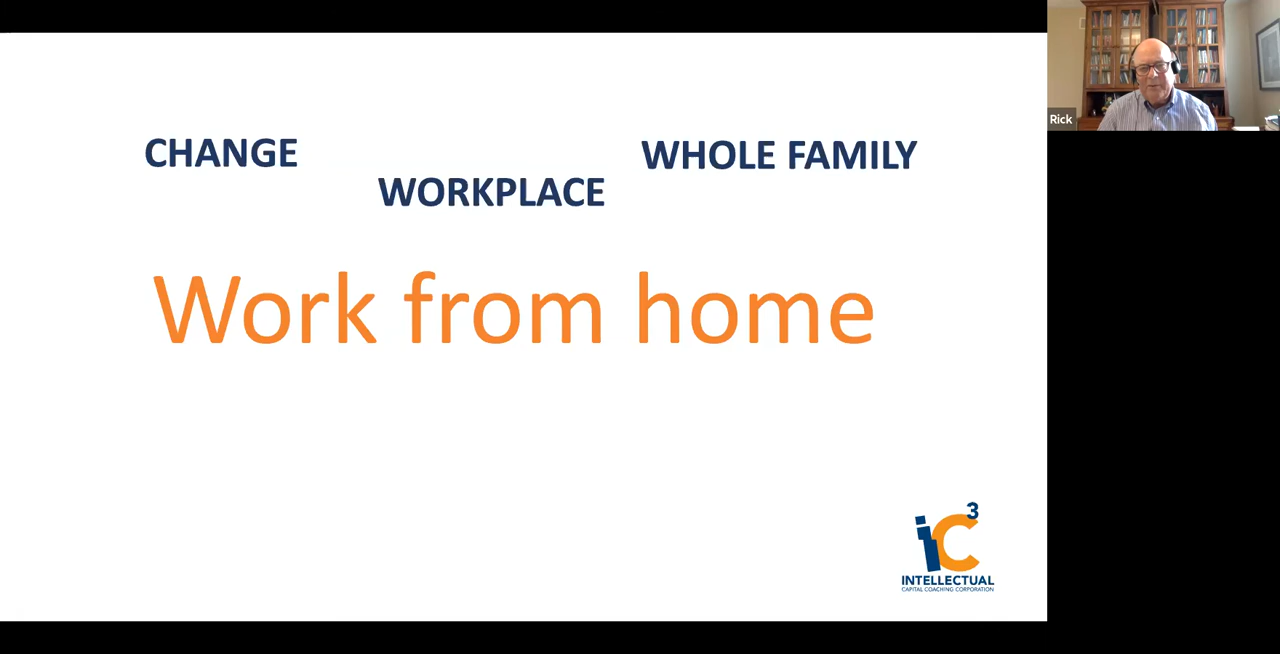 CHANGE
WHOLE FAMILY
WORKPLACE
Work from home
iC3
INTELLECTUAL
CAPITAL COACHING CORPORATION
Rick